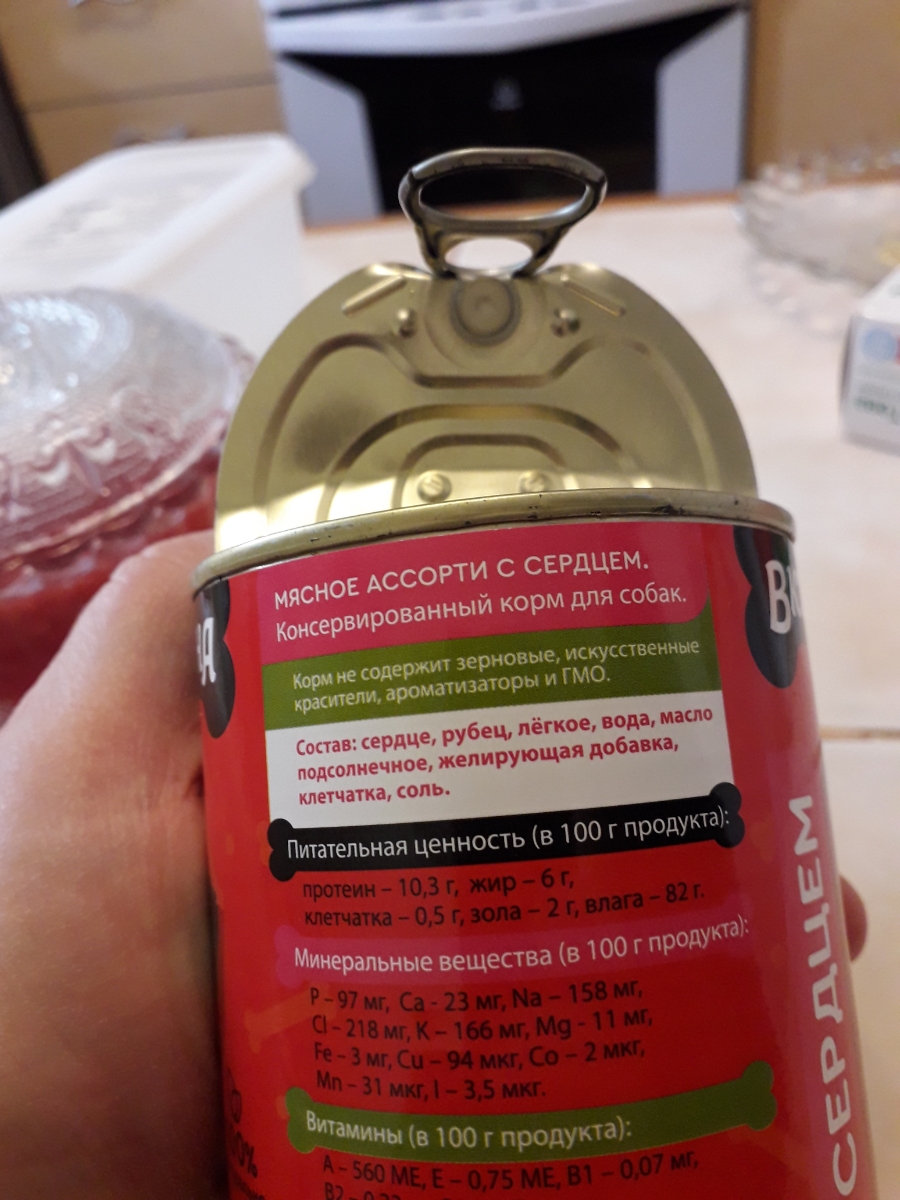 МЯСНОЕ АССОРТИ С СЕРДЦЕМ.
Консервированный корм для собак.
Корм не содержит зерновые, искусственные
красители, ароматизаторы и ГМО.
Состав: сердце, рубец, лёгкое, вода, масло
подсолнечное, желирующая добавка,
клетчатка, соль.
Питательная ценность (в 100 г продукта):
протеин – 10,3 г, жир – 6 г,
клетчатка – 0,5 г, зола – 2 г, влага – 82 г.
Минеральные вещества (в 100 г продукта):
P – 97 мг, Ca - 23 мг, Na – 158 мг,
Cl – 218 мг, K – 166 мг, Mg - 11 мг,
Fe – 3 мг, Cu – 94 мкг, Co – 2 мкг,
Mn – 31 мкг, I – 3,5 мкг.
Витамины (в 100 г продукта):
A – 560 МЕ, E – 0,75 МЕ, B1 – 0,07 мг,
B2
СЕРДЦЕМ